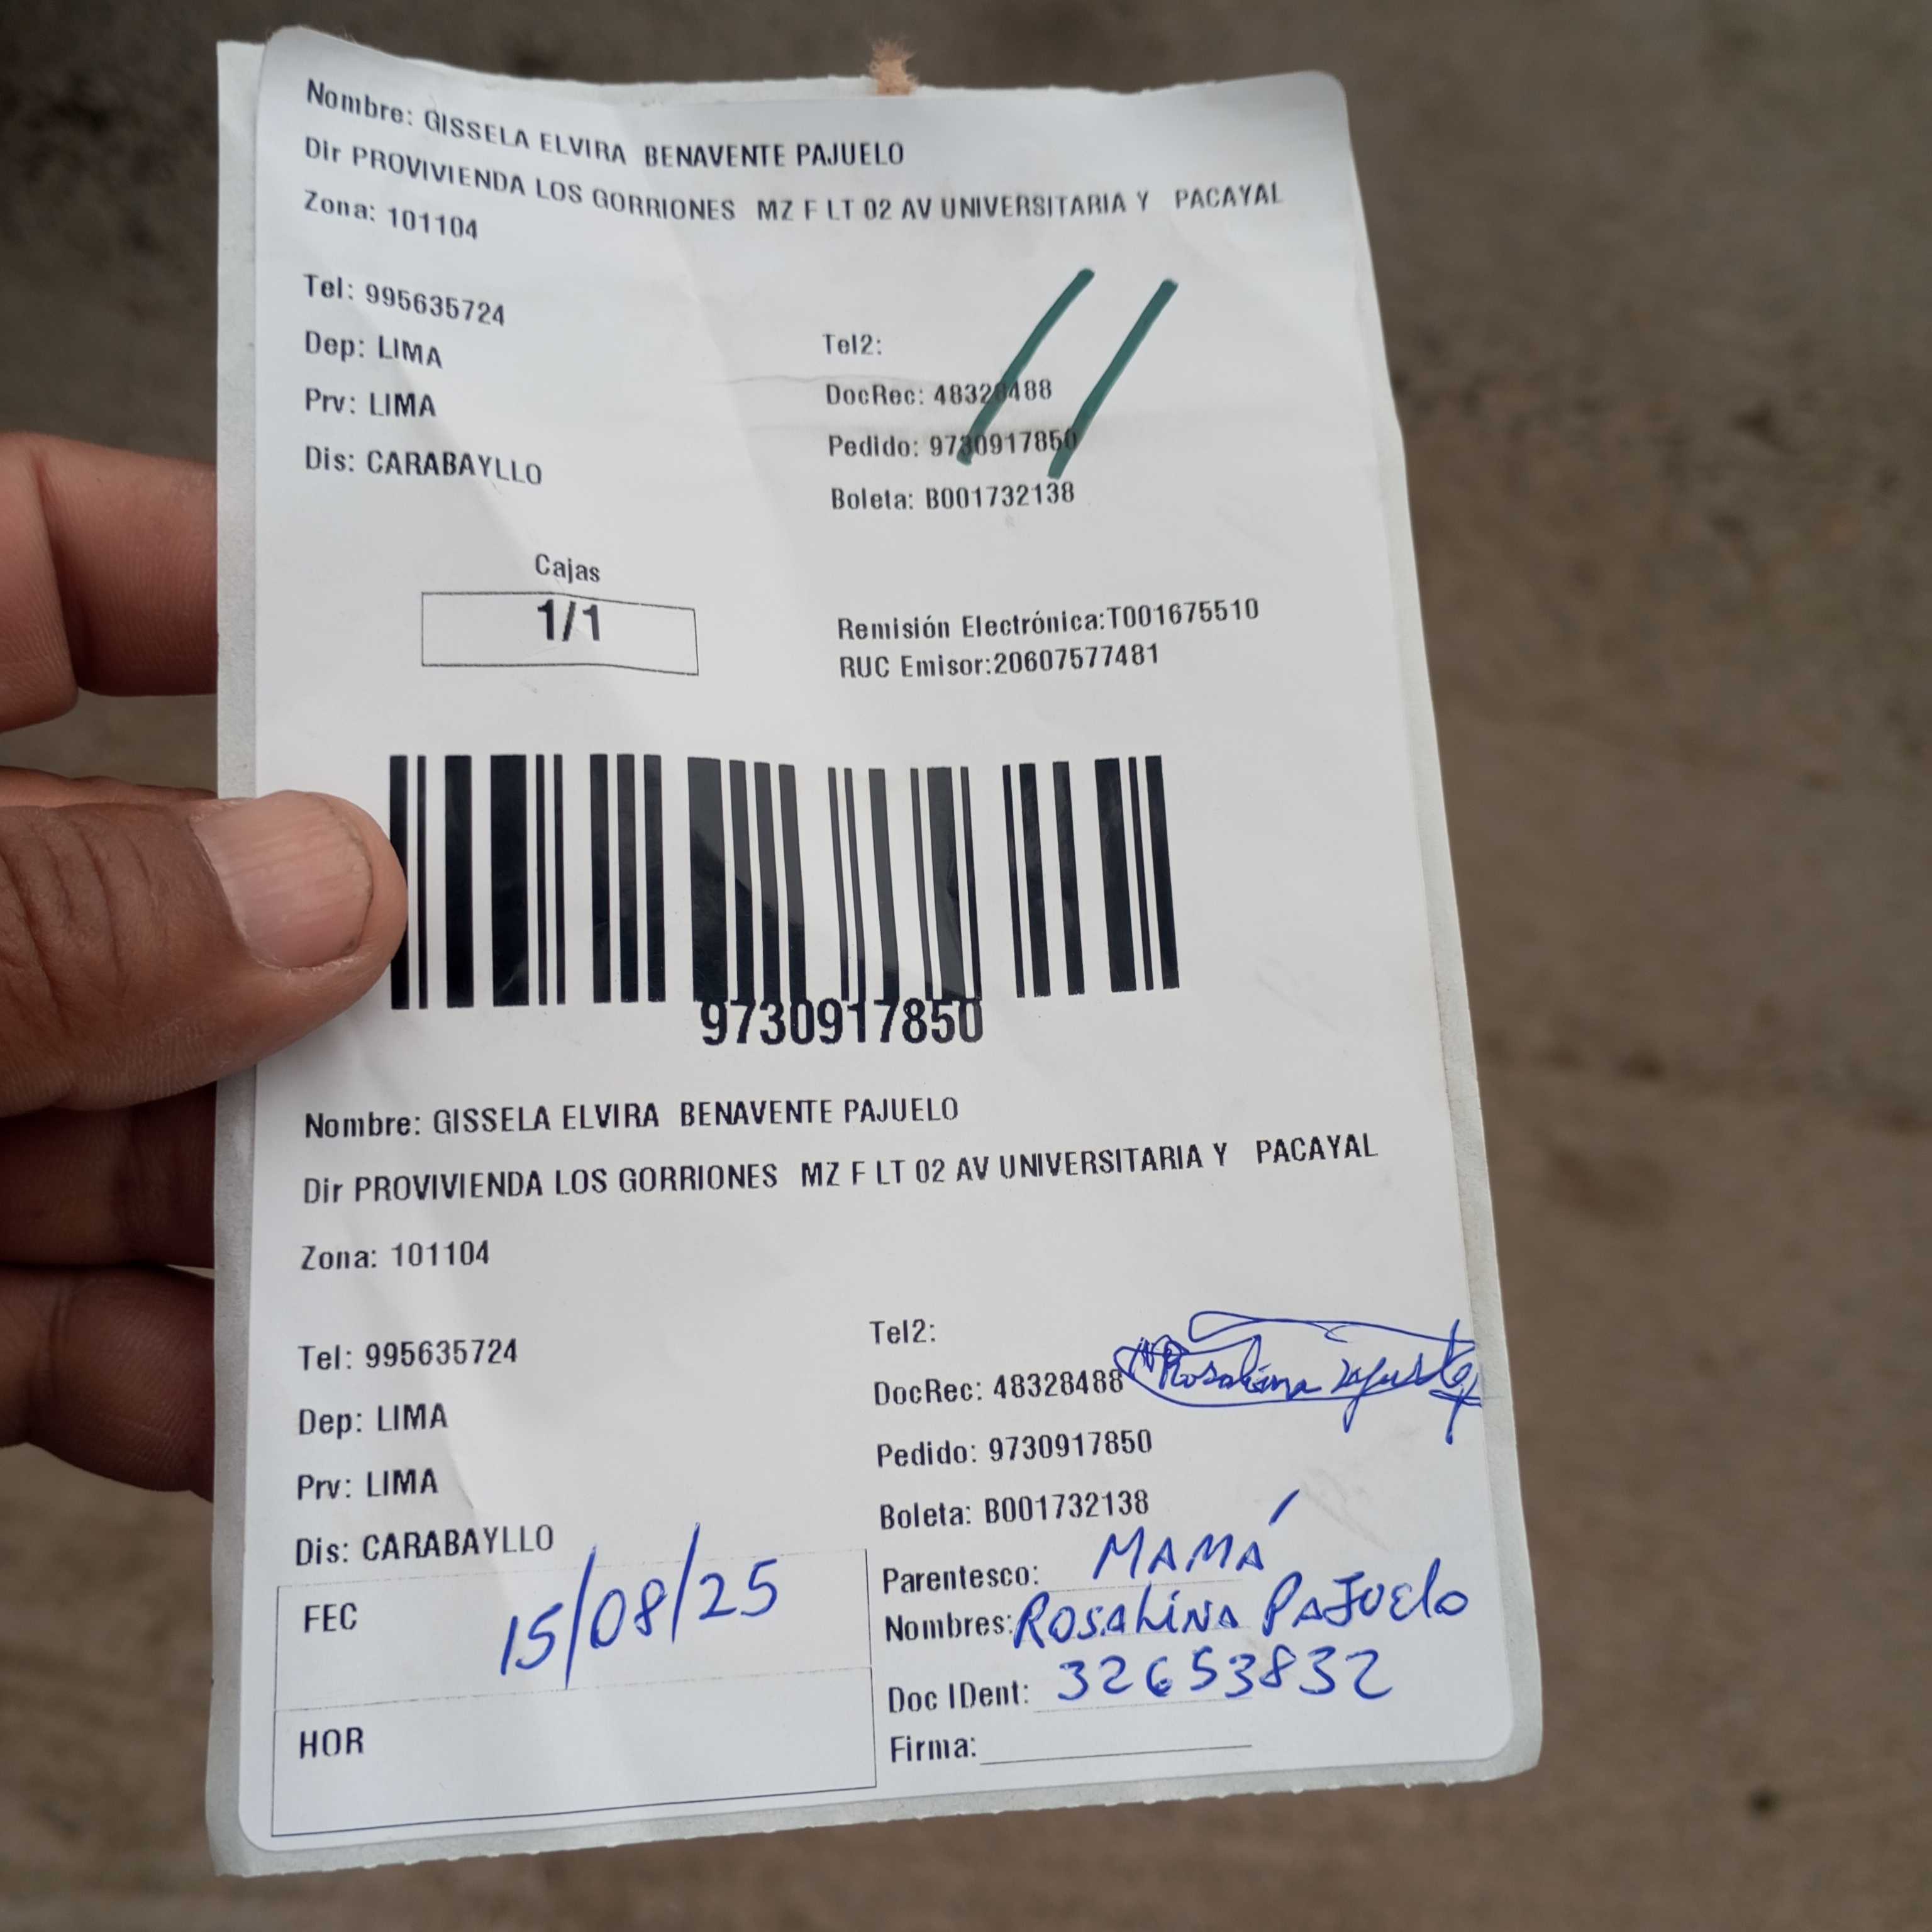 Nombre: GISSELA ELVIRA BENAVENTE PAJUELO
Dir PROVIVIENDA LOS GORRIONES MZ F LT 02 AV UNIVERSITARIA Y PACAYAL
Zona: 101104
Tel: 995635724
Dep: LIMA
Prv: LIMA
Dis: CARABAYLLO
Tel2:
DocRec: 48328488
Pedido: 9730917850
Boleta: B001732138
Cajas
1/1
Remisión Electrónica:T001675510
RUC Emisor:20607577481
9730917850
Nombre: GISSELA ELVIRA BENAVENTE PAJUELO
Dir PROVIVIENDA LOS GORRIONES MZ F LT 02 AV UNIVERSITARIA Y PACAYAL
Zona: 101104
Tel: 995635724
Dep: LIMA
Prv: LIMA
Dis: CARABAYLLO
FEC 15/08/25
HOR
Tel2:
DocRec: 48328488
Rosalina
Pedido: 9730917850
Boleta: B001732138
Parentesco: MAMÁ
Nombres: ROSALINA PAJUELO
Doc IDent: 32653832
Firma: